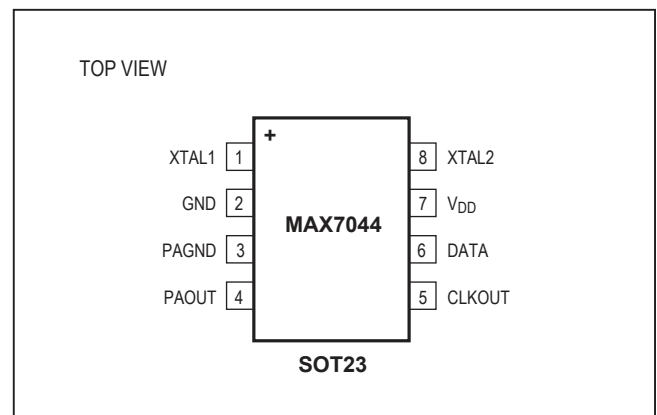 TOP VIEW
+
XTAL1 1
8 XTAL2
GND 2
7 VDD
MAX7044
PAGND 3
6 DATA
PAOUT 4
5 CLKOUT
SOT23